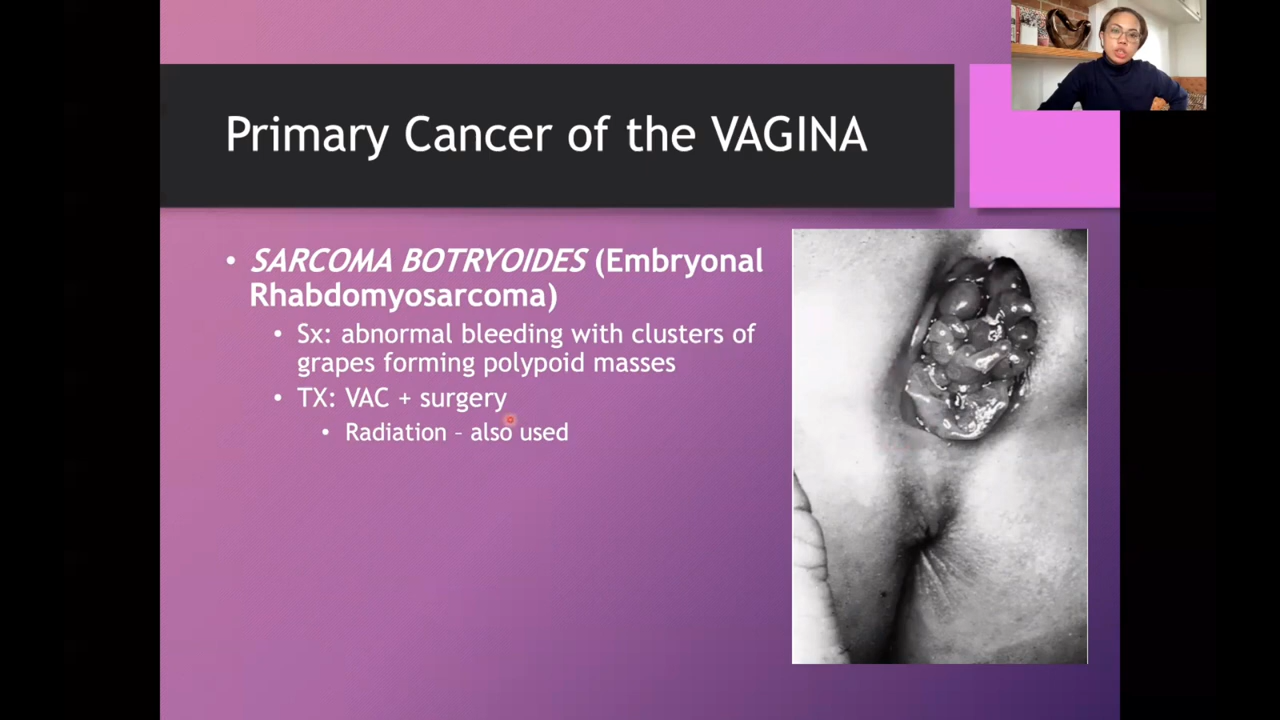 Primary Cancer of the VAGINA
• SARCOMA BOTRYOIDES (Embryonal
Rhabdomyosarcoma)
• Sx: abnormal bleeding with clusters of
grapes forming polypoid masses
• TX: VAC + surgery
• Radiation – also used